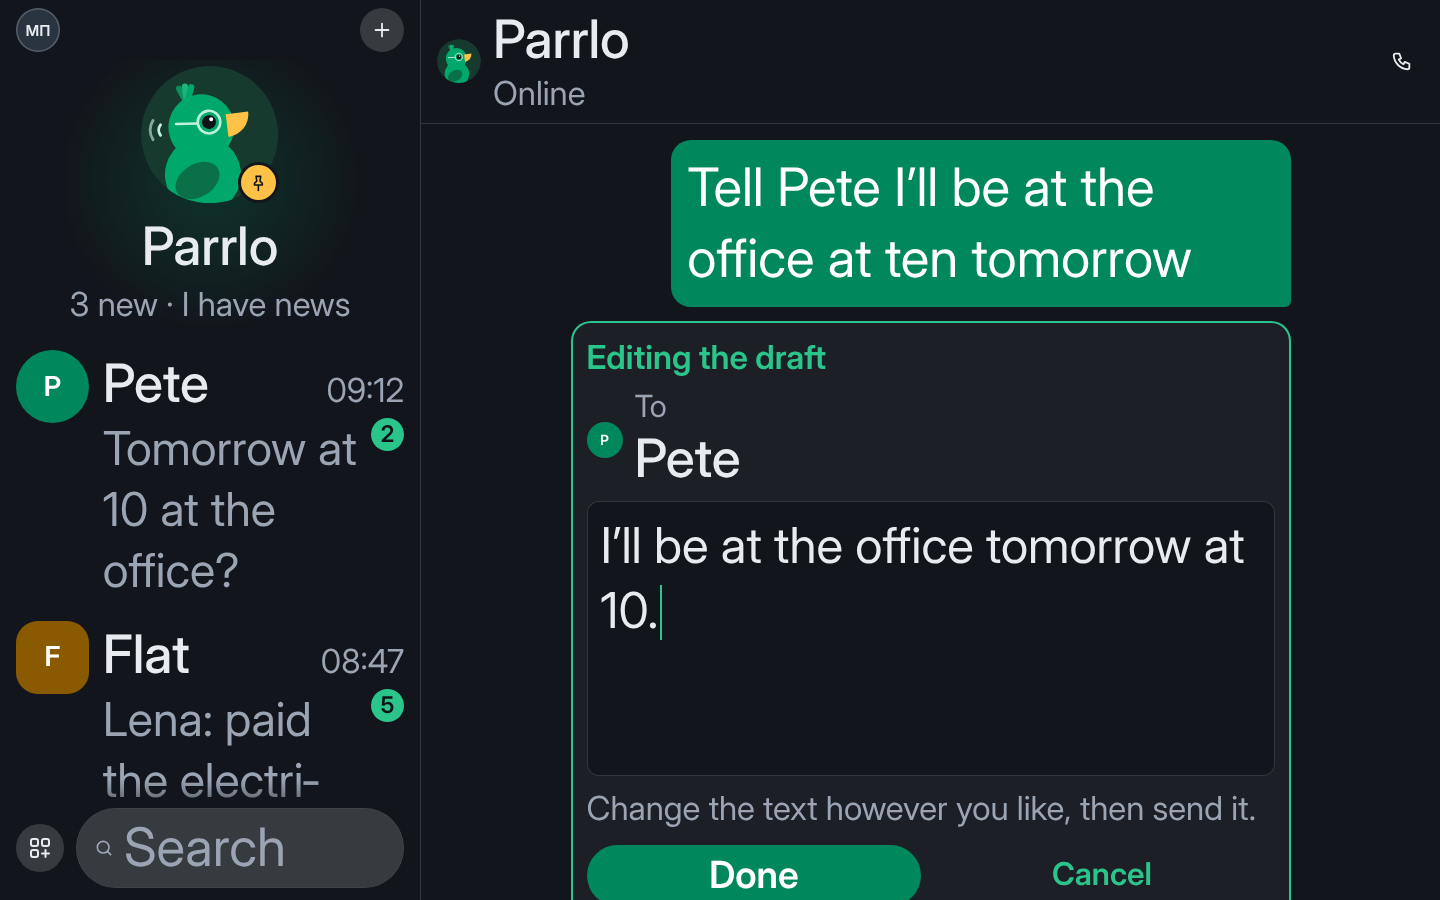 МП
Parrlo
3 new · I have news
P
Pete
09:12
Tomorrow at
10 at the
office?
2
F
Flat
08:47
Lena: paid
the electri-
5
Search
Parrlo
Online
Tell Pete I’ll be at the
office at ten tomorrow
Editing the draft
To
P
Pete
I’ll be at the office tomorrow at
10.
Change the text however you like, then send it.
Done
Cancel